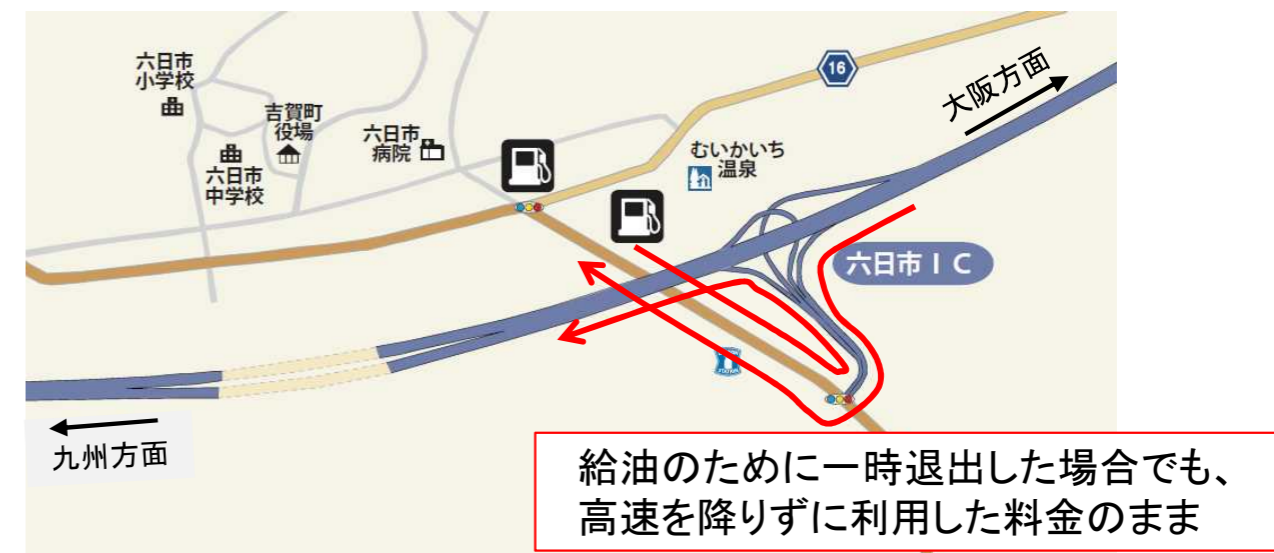 六日市
小学校
吉賀町
役場
六日市
病院
六日市
中学校
16
大阪方面
むいかいち
温泉
六日市ＩＣ
STATION
九州方面
給油のために一時退出した場合でも、
高速を降りずに利用した料金のまま